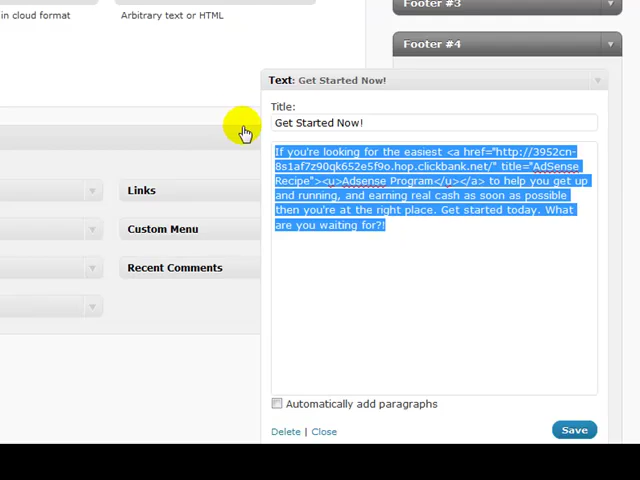 in cloud format
Arbitrary text or HTML
Footer #3
Footer #4
Text: Get Started Now!
Title:
Get Started Now!
If you're looking for the easiest <a href="http://3952cn-
8s1af7z90qk652e5f9o.hop.clickbank.net/" title="AdSense
Recipe"><u>Adsense Program</u></a> to help you get up
and running, and earning real cash as soon as possible
then you're at the right place. Get started today. What
are you waiting for?!
Links
Custom Menu
Recent Comments
Automatically add paragraphs
Delete | Close
Save